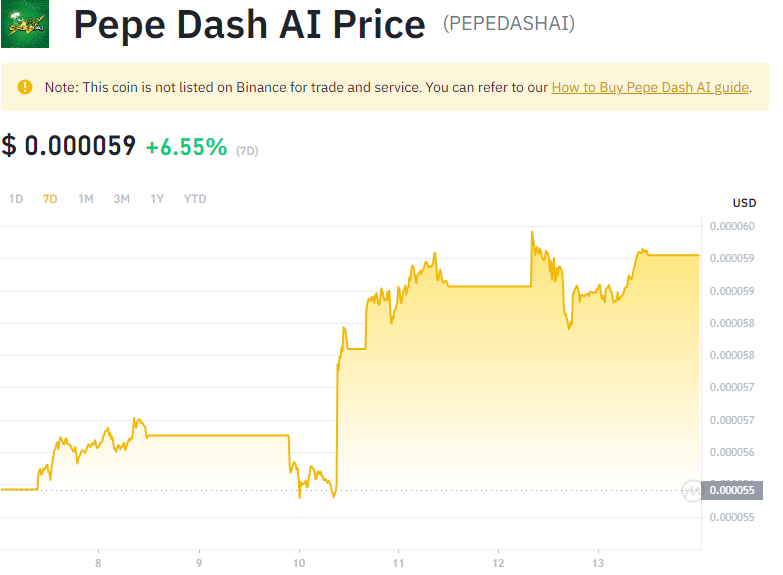 Pepe Dash AI Price (PEPEDASHAI)
Note: This coin is not listed on Binance for trade and service. You can refer to our How to Buy Pepe Dash AI guide.
$ 0.000059 +6.55% (7D)
1D 7D 1M 3M 1Y YTD
USD
0.000060
0.000059
0.000059
0.000058
0.000058
0.000057
0.000057
0.000056
0.000055
0.000055
8 9 10 11 12 13